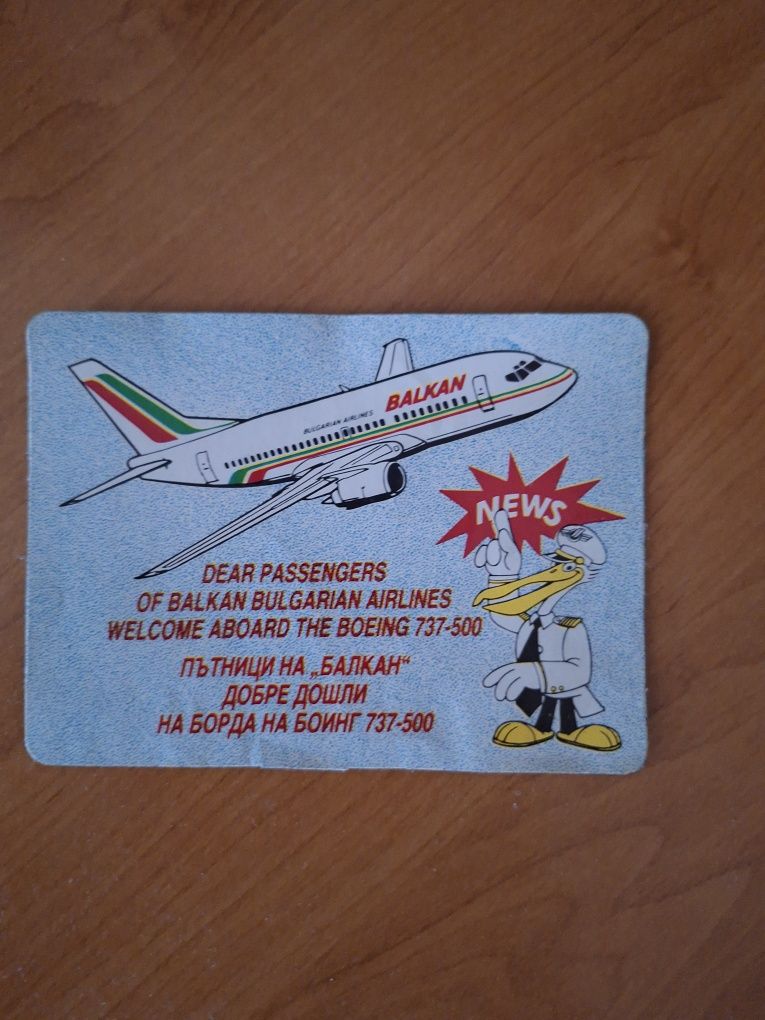 BALKAN
BULGARIAN AIRLINES
NEWS
DEAR PASSENGERS
OF BALKAN BULGARIAN AIRLINES
WELCOME ABOARD THE BOEING 737-500
ПЪТНИЦИ НА „БАЛКАН“
ДОБРЕ ДОШЛИ
НА БОРДА НА БОИНГ 737-500